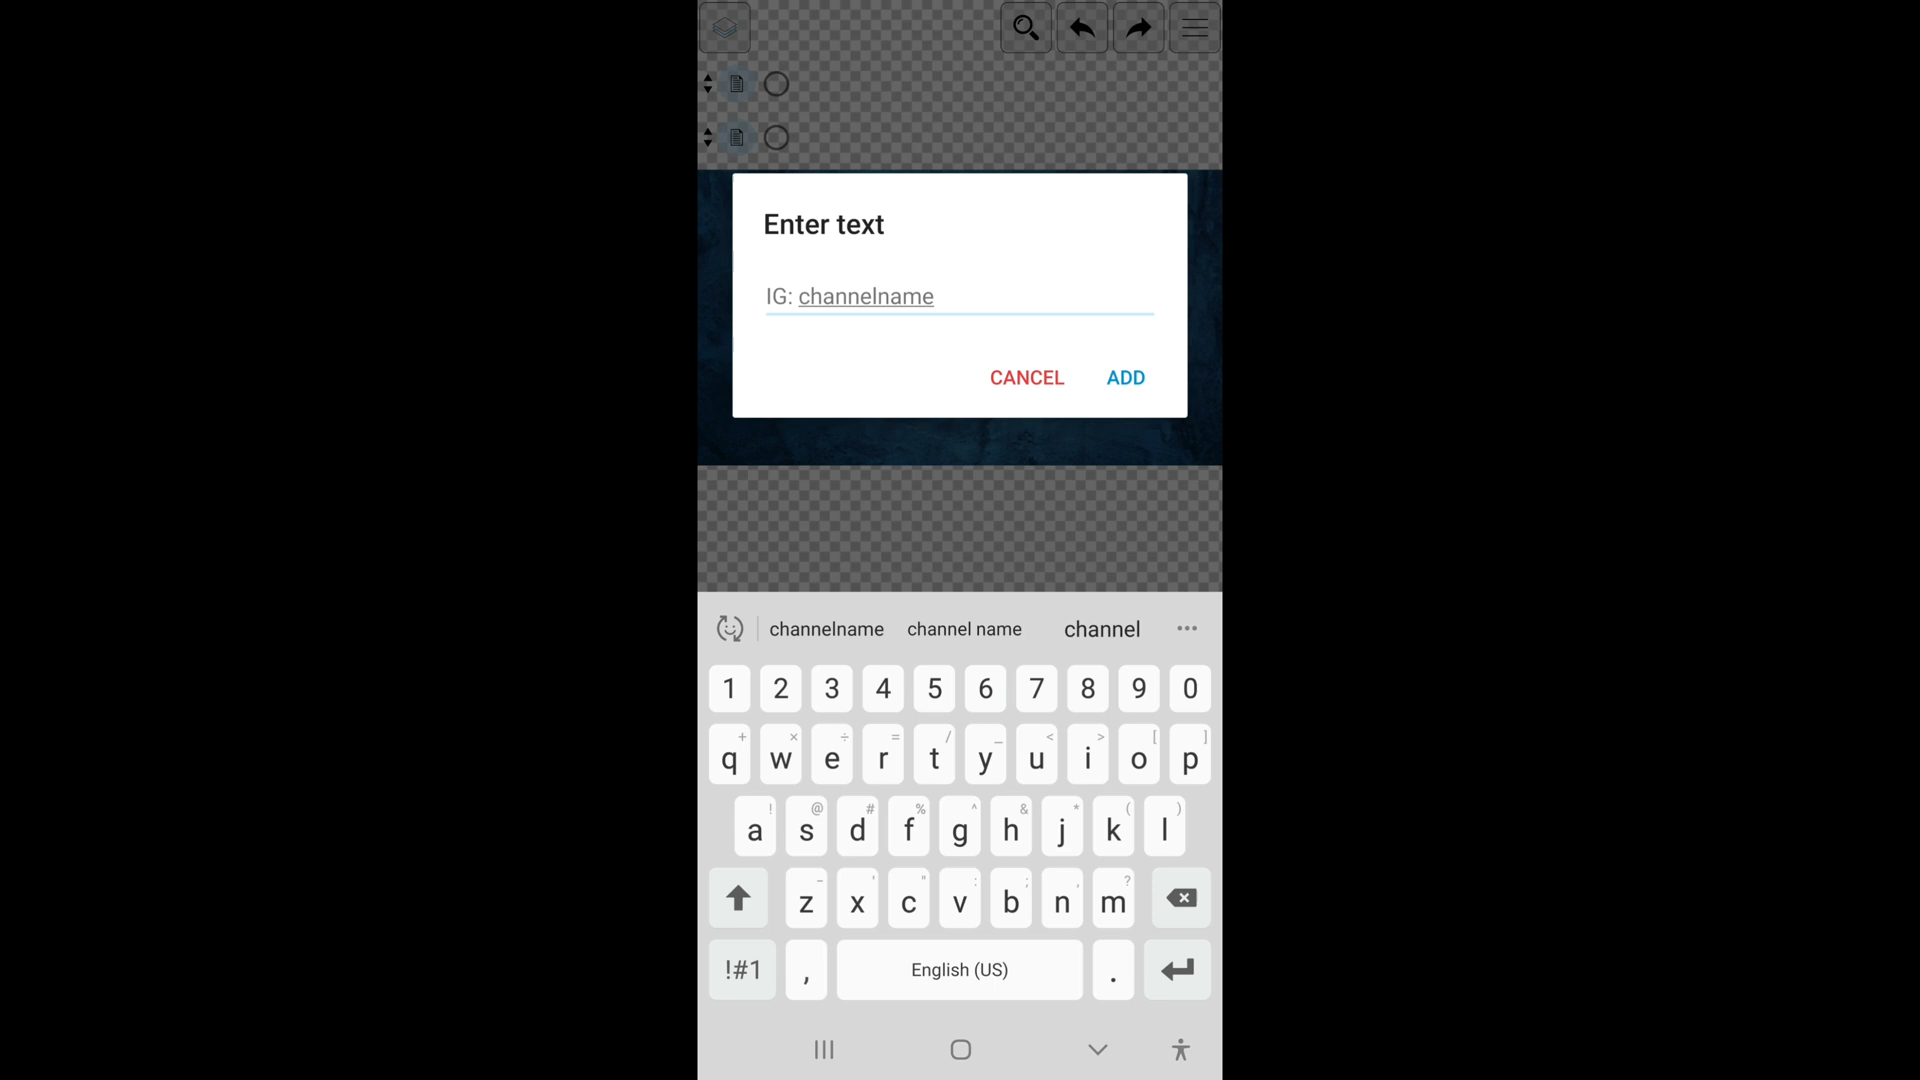 Enter text
IG: channelname
CANCEL ADD
channelname channel name channel
1 2 3 4 5 6 7 8 9 0
+ × ÷ = / _ < > [ ]
q w e r t y u i o p
! @ # % ^ & * ( )
a s d f g h j k l
- ' " : ; , ?
z x c v b n m
!#1 , English (US) .